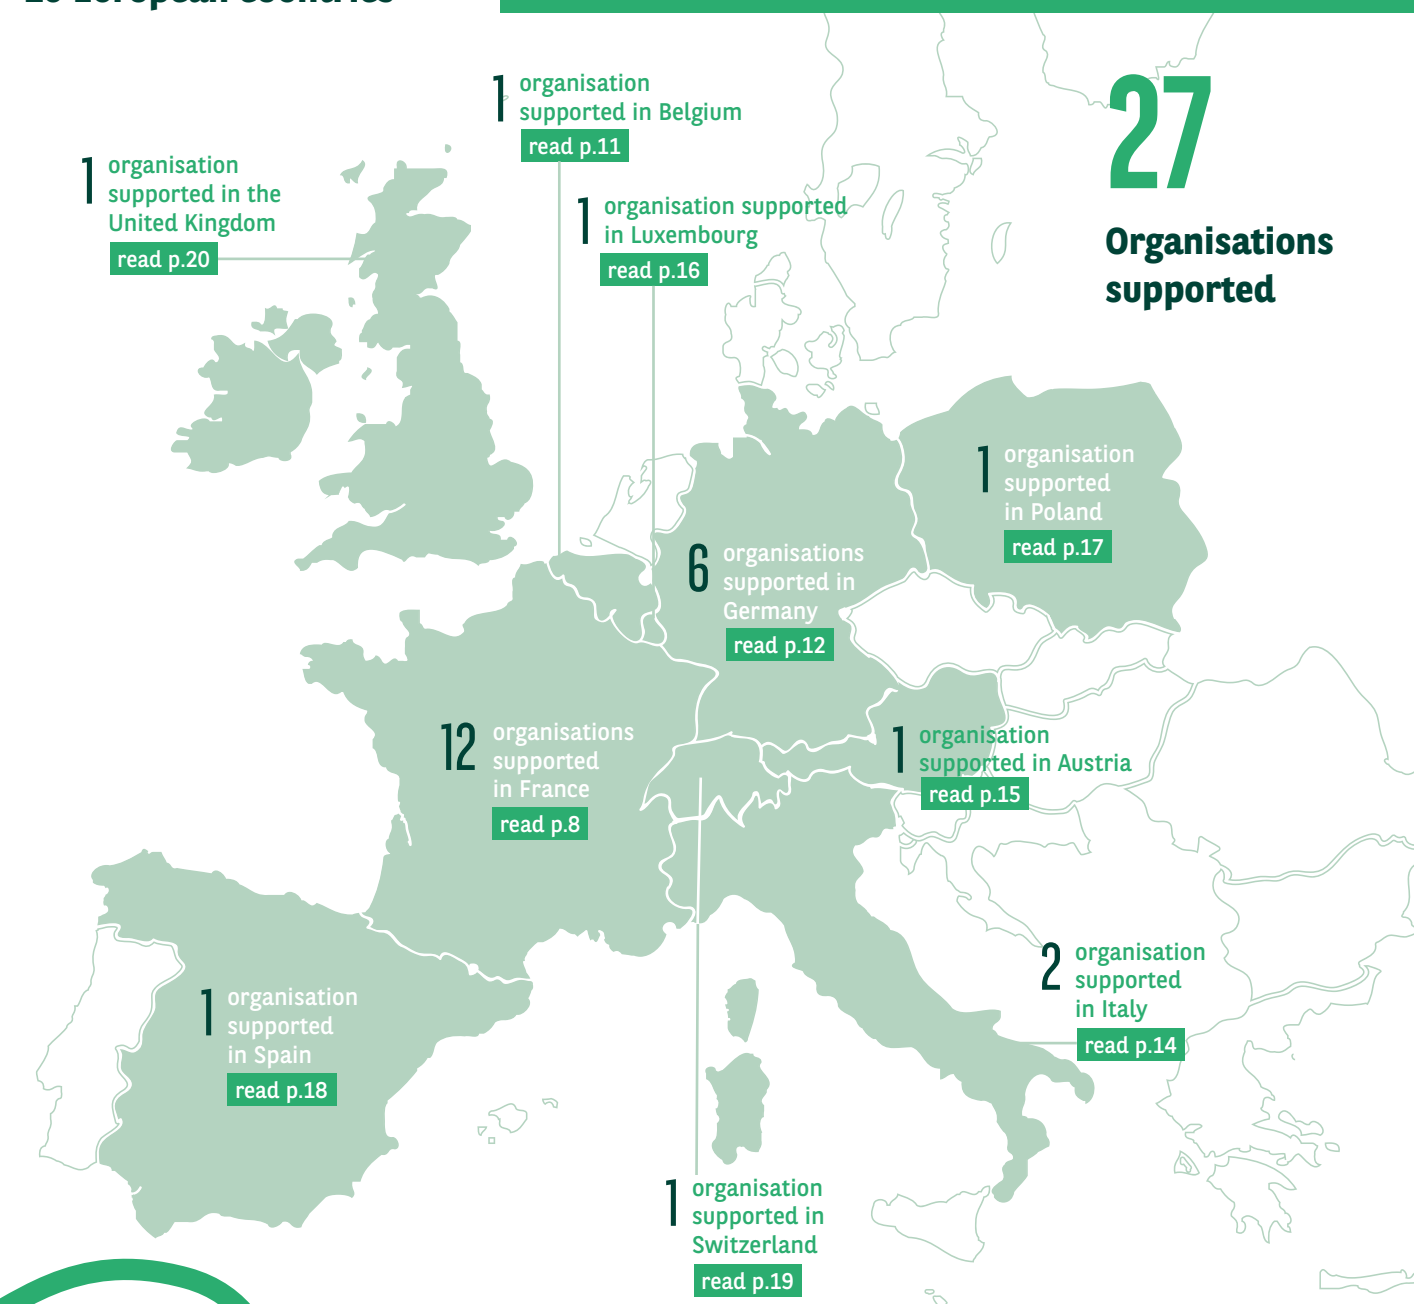 European countries
1 organisation
supported in Belgium
read p.11
27
Organisations
supported
1 organisation
supported in the
United Kingdom
read p.20
1 organisation supported
in Luxembourg
read p.16
1 organisation
supported
in Poland
read p.17
6 organisations
supported in
Germany
read p.12
12 organisations
supported
in France
read p.8
1 organisation
supported in Austria
read p.15
2 organisation
supported
in Italy
read p.14
1 organisation
supported
in Spain
read p.18
1 organisation
supported in
Switzerland
read p.19